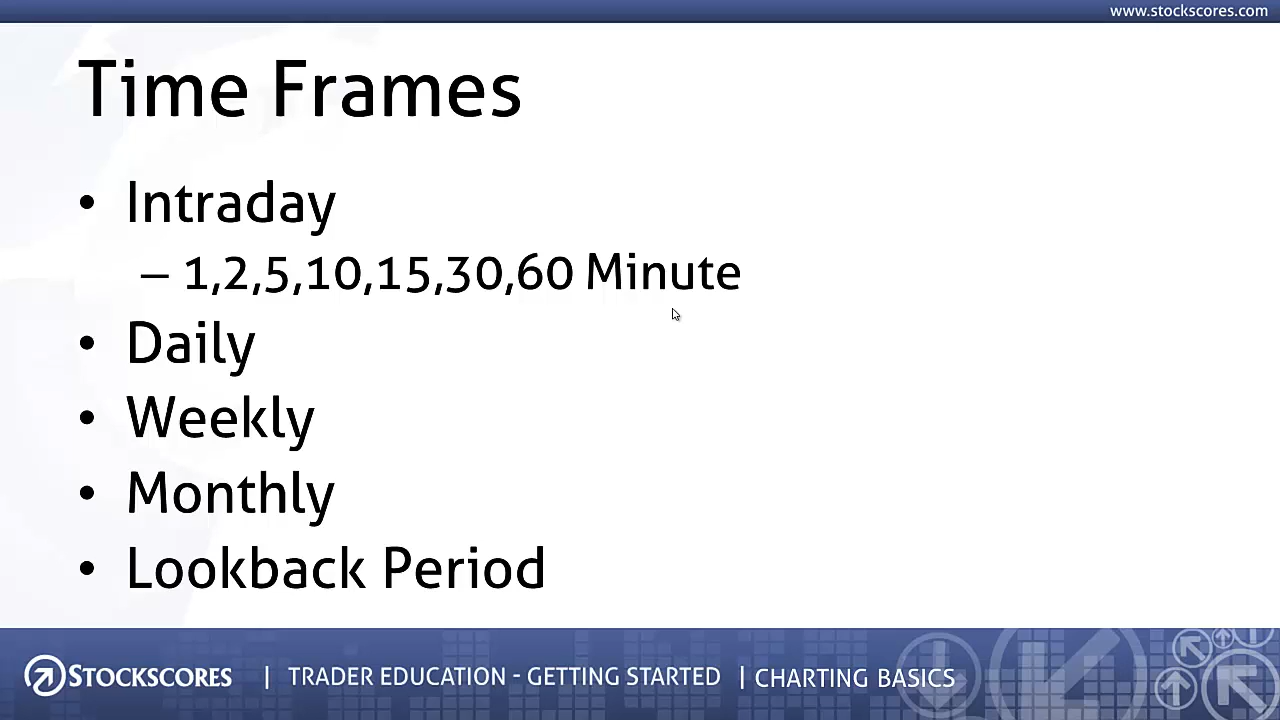 www.stockscores.com
Time Frames
• Intraday
– 1,2,5,10,15,30,60 Minute
• Daily
• Weekly
• Monthly
• Lookback Period
STOCKSCORES | TRADER EDUCATION - GETTING STARTED | CHARTING BASICS